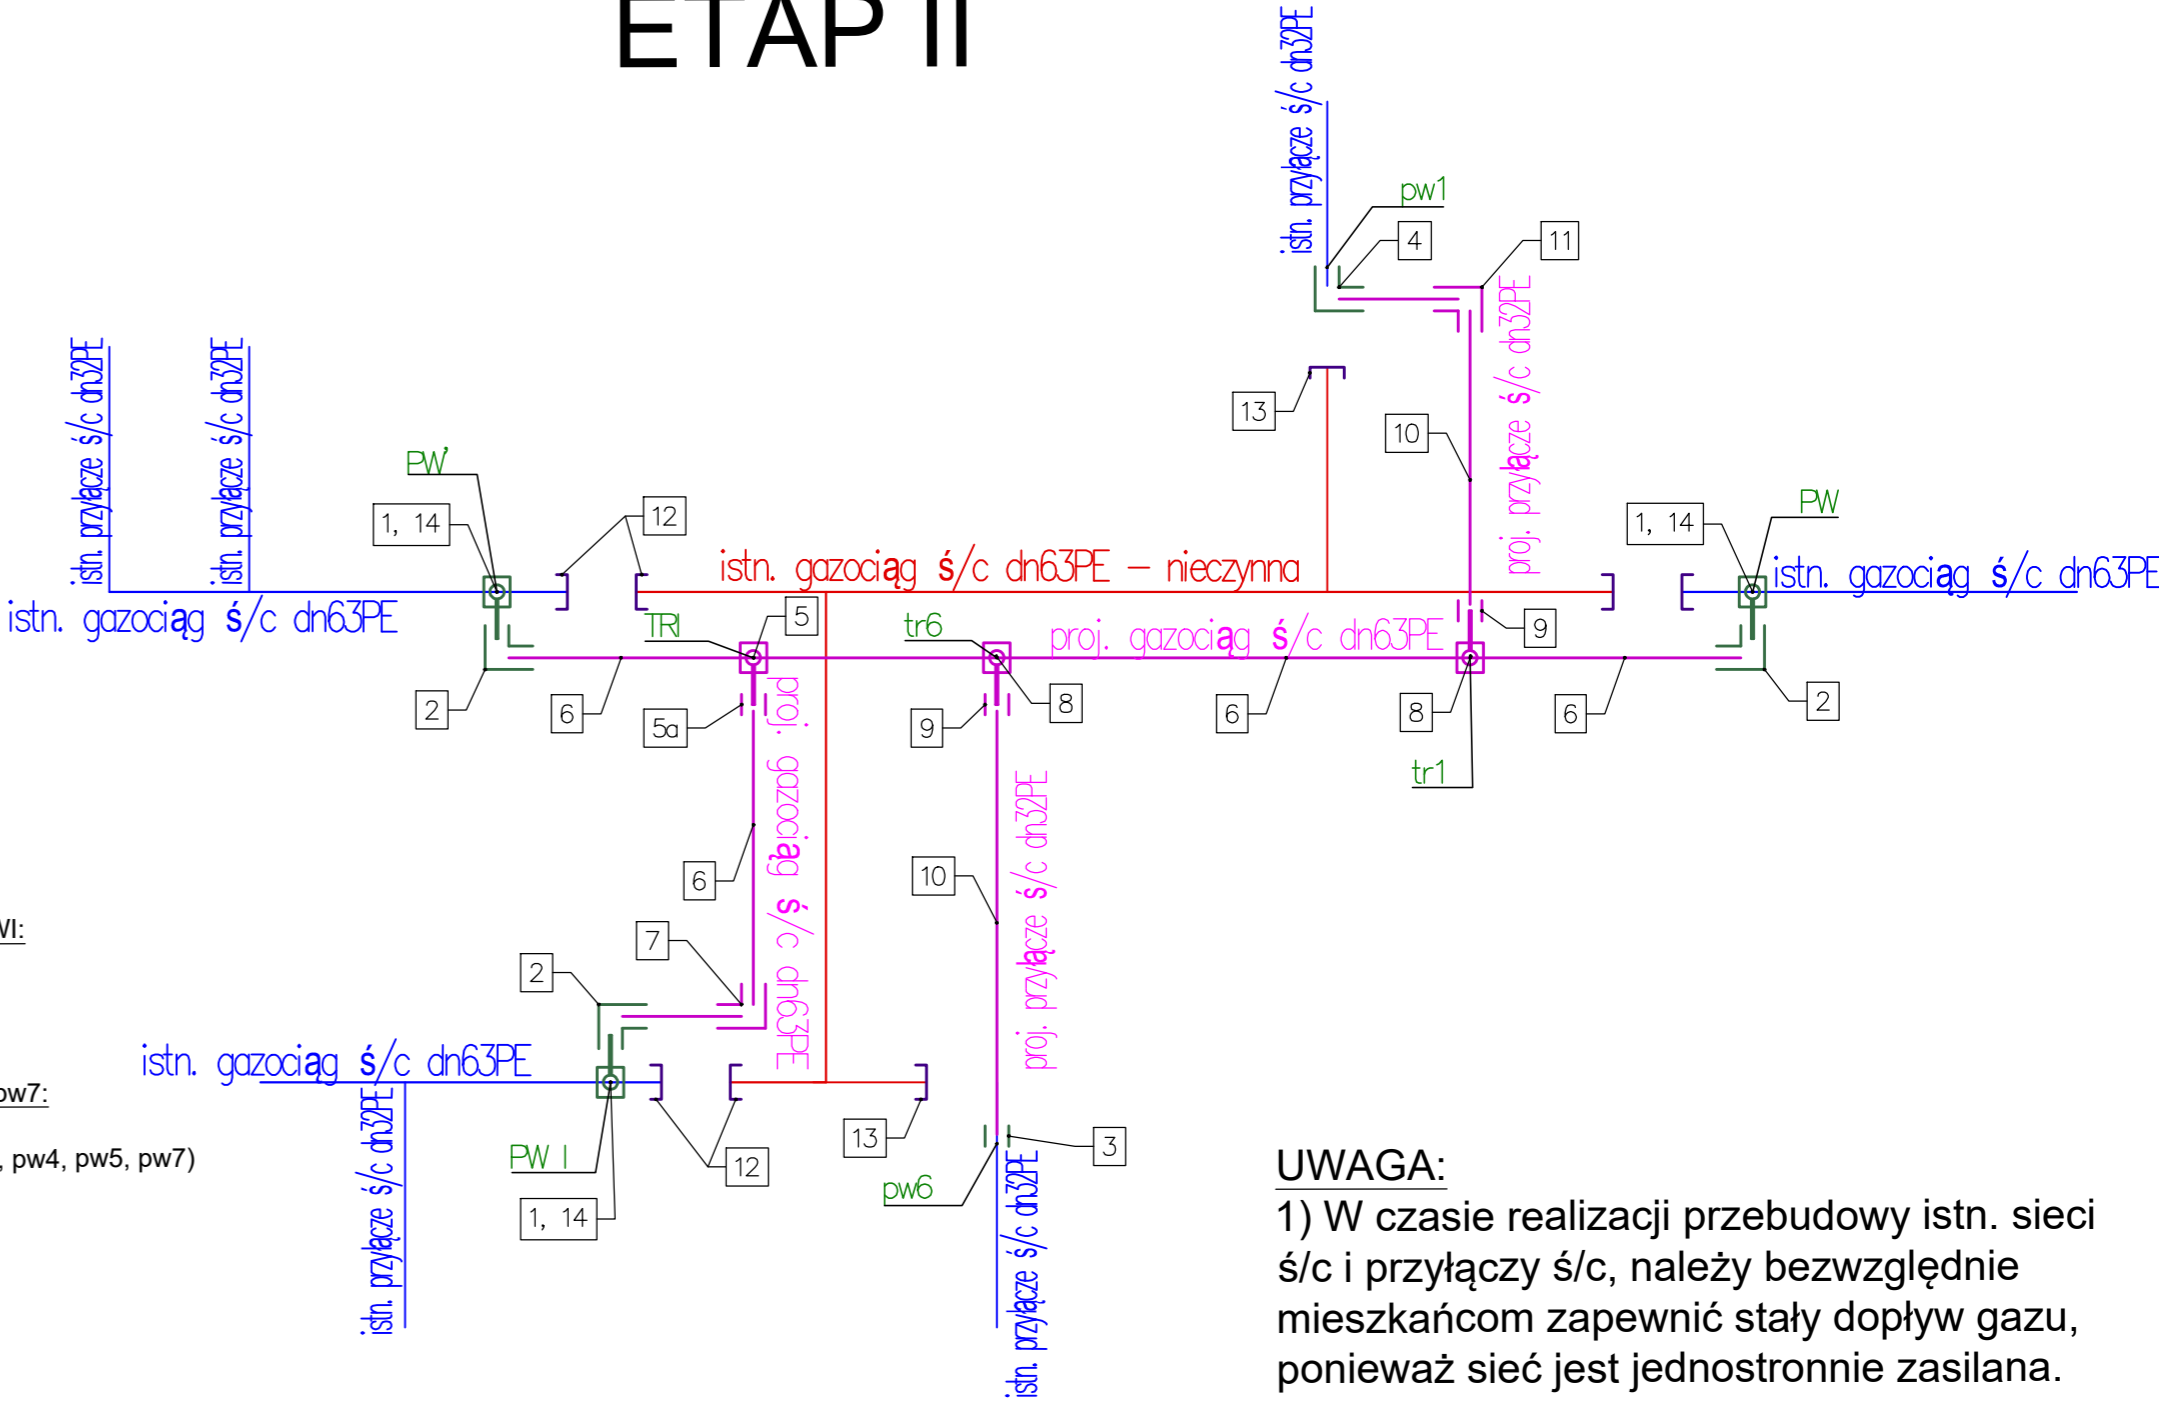 ETAP II
istn. przyłącze ś/c dn32PE
pw1
4
11
proj. przyłącze ś/c dn32PE
13
10
istn. przyłącze ś/c dn32PE
istn. przyłącze ś/c dn32PE
PW'
1, 14
12
istn. gazociąg ś/c dn63PE – nieczynna
1, 14
PW
istn. gazociąg ś/c dn63PE
istn. gazociąg ś/c dn63PE
TRI
5
tr6
proj. gazociąg ś/c dn63PE
9
2
6
5a
9
8
6
8
6
2
tr1
proj. gazociąg ś/c dn63PE
proj. przyłącze ś/c dn32PE
6
10
WI:
7
2
istn. gazociąg ś/c dn63PE
istn. przyłącze ś/c dn32PE
pw7:
, pw4, pw5, pw7)
PW I
12
13
3
1, 14
pw6
istn. przyłącze ś/c dn32PE
UWAGA:
1) W czasie realizacji przebudowy istn. sieci
ś/c i przyłączy ś/c, należy bezwzględnie
mieszkańcom zapewnić stały dopływ gazu,
ponieważ sieć jest jednostronnie zasilana.